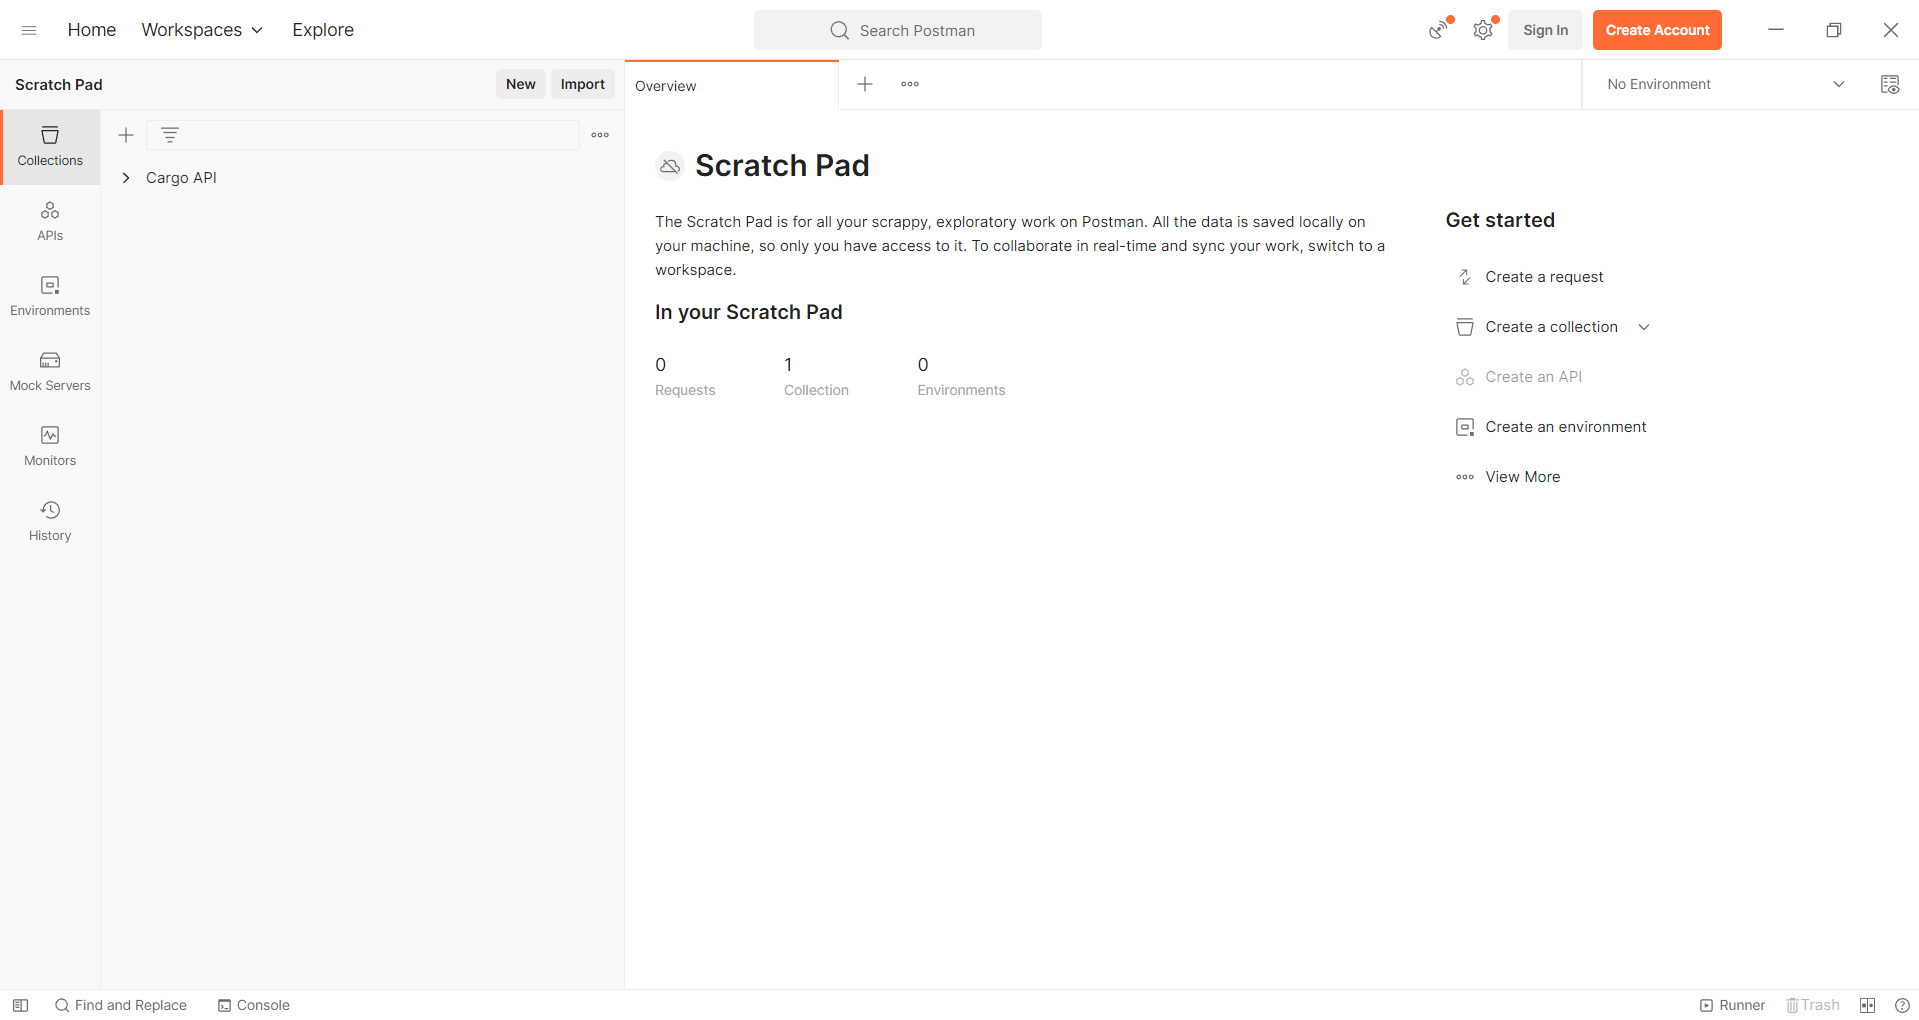 Home
Workspaces
Explore
Search Postman
Sign In
Create Account
Scratch Pad
New
Import
Overview
No Environment
Collections
APIs
Environments
Mock Servers
Monitors
History
Cargo API
Scratch Pad
The Scratch Pad is for all your scrappy, exploratory work on Postman. All the data is saved locally on
your machine, so only you have access to it. To collaborate in real-time and sync your work, switch to a
workspace.
In your Scratch Pad
0
Requests
1
Collection
0
Environments
Get started
Create a request
Create a collection
Create an API
Create an environment
View More
Find and Replace
Console
Runner
Trash